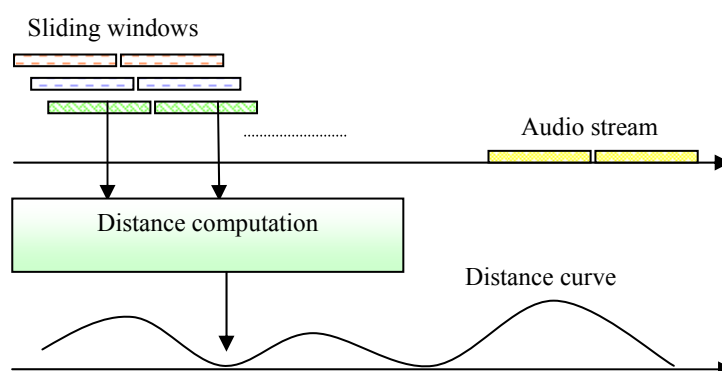 Sliding windows
Audio stream
Distance computation
Distance curve